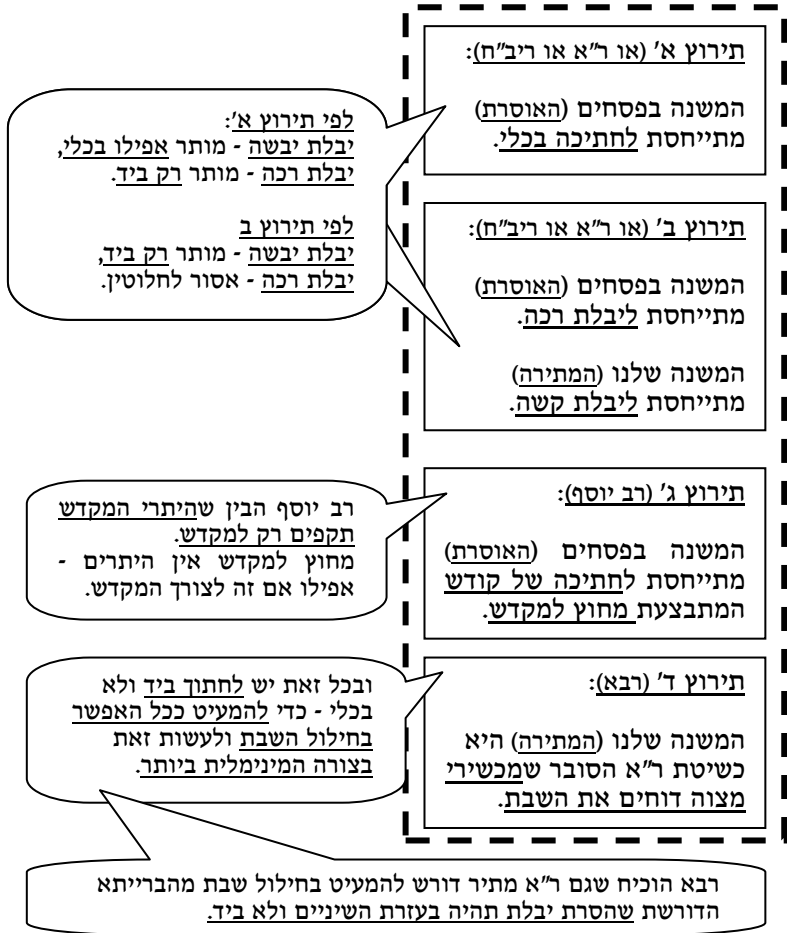 תירוץ א' (או ר"א או ריב"ח):
המשנה בפסחים (האוסרת)
מתייחסת לחתיכה בכלי.
לפי תירוץ א':
יבלת יבשה - מותר אפילו בכלי,
יבלת רכה - מותר רק ביד.
לפי תירוץ ב
יבלת יבשה - מותר רק ביד,
יבלת רכה - אסור לחלוטין.
תירוץ ב' (או ר"א או ריב"ח):
המשנה בפסחים (האוסרת)
מתייחסת ליבלת רכה.
המשנה שלנו (המתירה)
מתייחסת ליבלת קשה.
תירוץ ג' (רב יוסף):
המשנה בפסחים (האוסרת)
מתייחסת לחתיכה של קודש
המתבצעת מחוץ למקדש.
רב יוסף הבין שהיתרי המקדש
תקפים רק למקדש.
מחוץ למקדש אין היתרים -
אפילו אם זה לצורך המקדש.
תירוץ ד' (רבא):
המשנה שלנו (המתירה) היא
כשיטת ר"א הסובר שמכשירי
מצוה דוחים את השבת.
ובכל זאת יש לחתוך ביד ולא
בכלי - כדי להמעיט ככל האפשר
בחילול השבת ולעשות זאת
בצורה המינימלית ביותר.
רבא הוכיח שגם ר"א מתיר דורש להמעיט בחילול שבת מהברייתא
הדורשת שהסרת יבלת תהיה בעזרת השיניים ולא ביד.